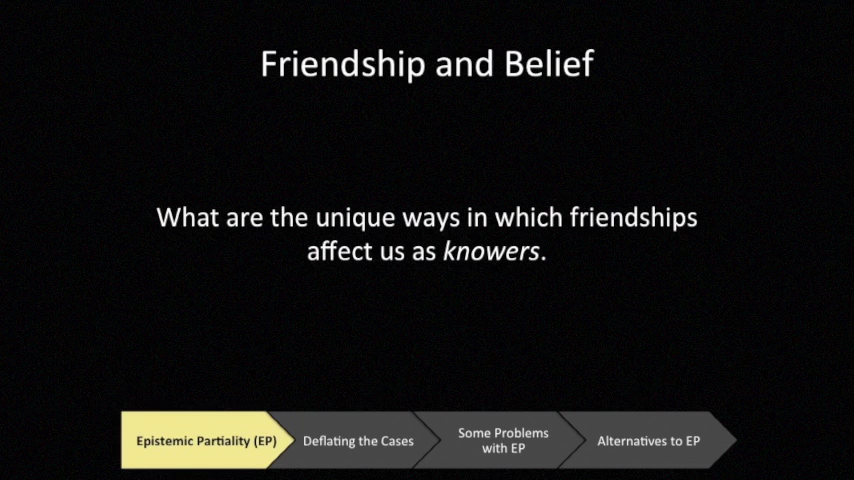 Friendship and Belief
What are the unique ways in which friendships
affect us as knowers.
Epistemic Partiality (EP)
Deflating the Cases
Some Problems
with EP
Alternatives to EP